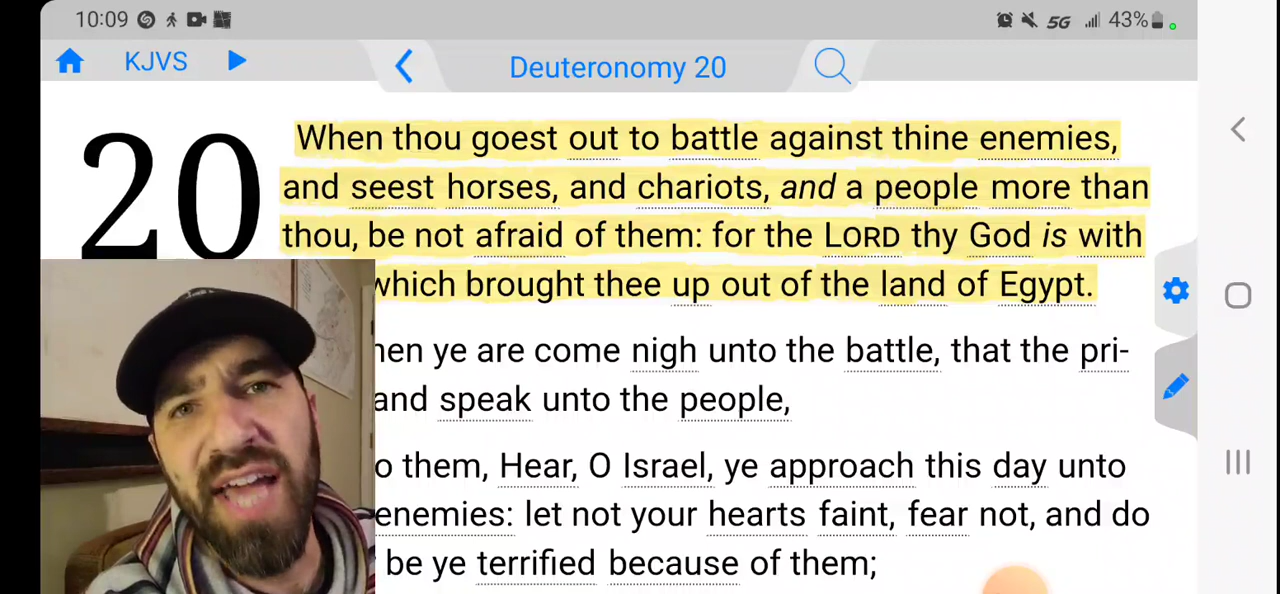 10:09 5G 43%
KJVS Deuteronomy 20
20 When thou goest out to battle against thine enemies,
and seest horses, and chariots, and a people more than
thou, be not afraid of them: for the LORD thy God is with
which brought thee up out of the land of Egypt.
nigh unto the battle, that the pri-
and speak unto the people,
them, Hear, O Israel, ye approach this day unto
enemies: let not your hearts faint, fear not, and do
be ye terrified because of them;